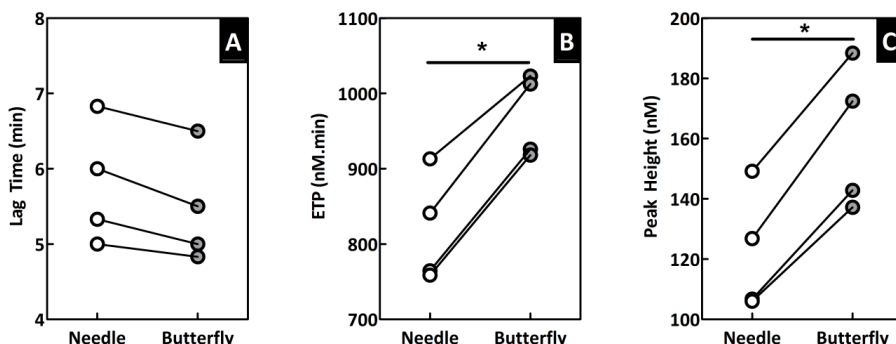 Lag Time (min)
8
7
6
5
4
A
Needle Butterfly
ETP (nM.min)
1100
1000
900
800
700
*
B
Needle Butterfly
Peak Height (nM)
200
180
160
140
120
100
*
C
Needle Butterfly